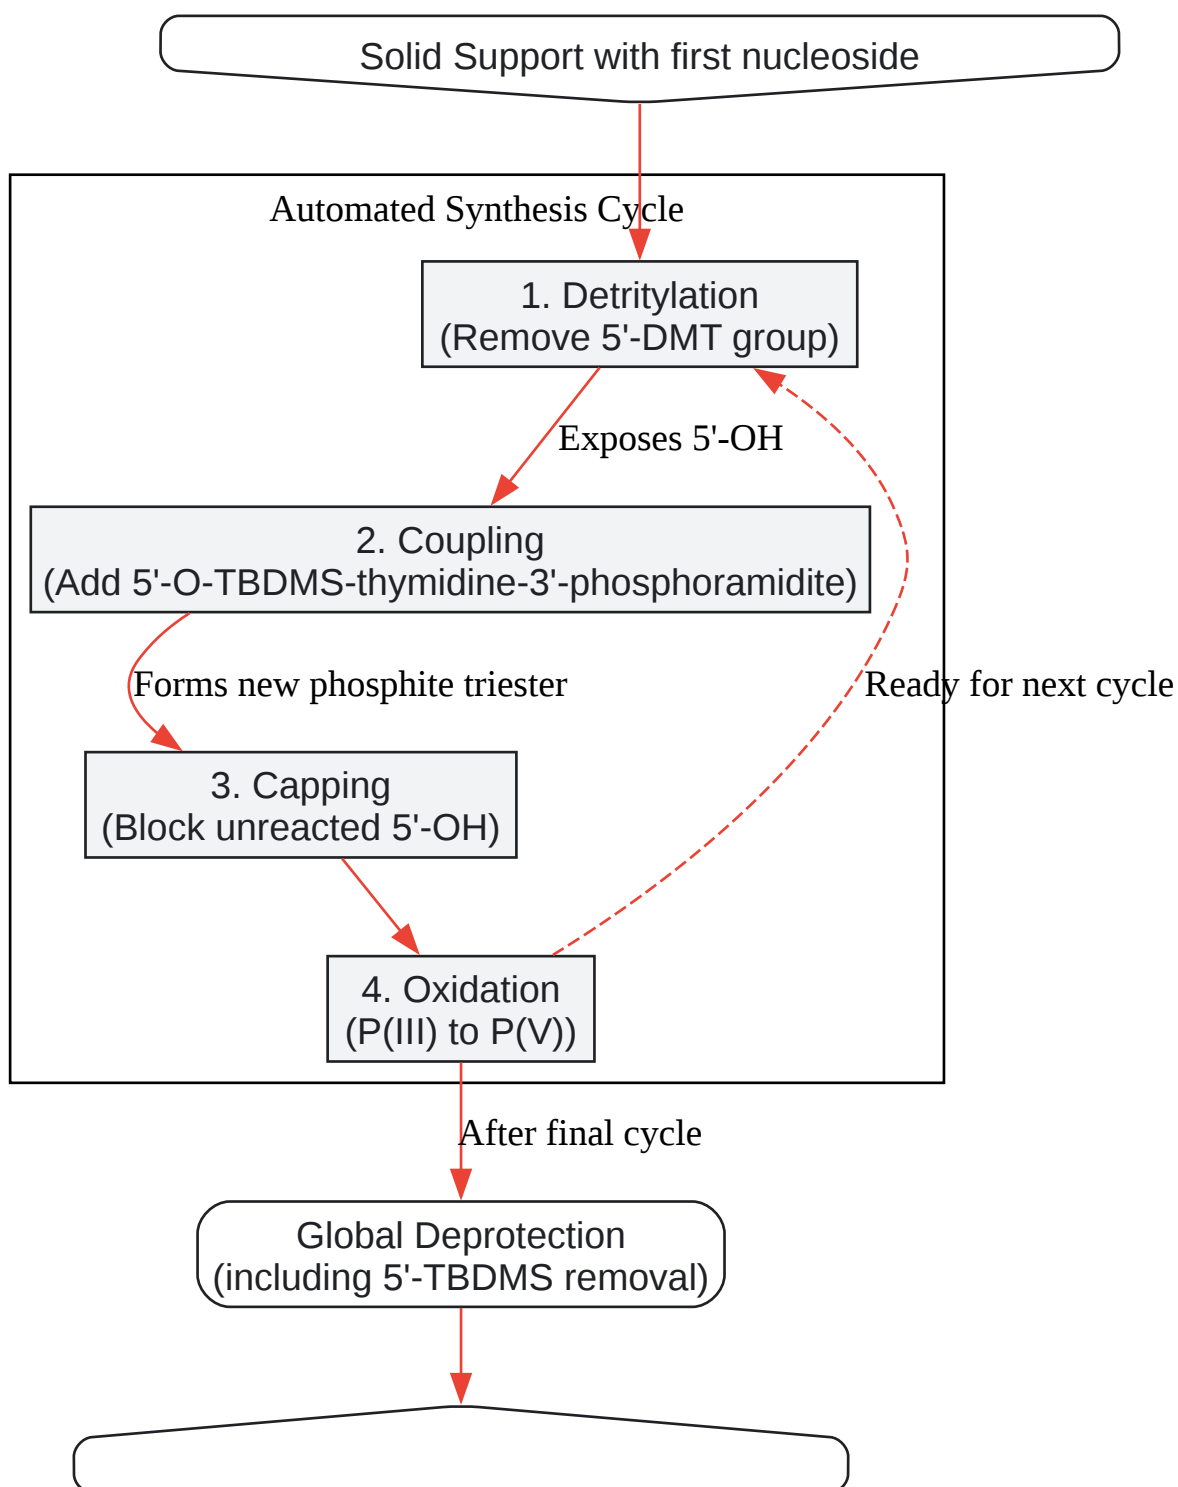 Solid Support with first nucleoside
Automated Synthesis Cycle
1. Detritylation
(Remove 5'-DMT group)
Exposes 5'-OH
2. Coupling
(Add 5'-O-TBDMS-thymidine-3'-phosphoramidite)
Forms new phosphite triester
Ready for next cycle
3. Capping
(Block unreacted 5'-OH)
4. Oxidation
(P(III) to P(V))
After final cycle
Global Deprotection
(including 5'-TBDMS removal)